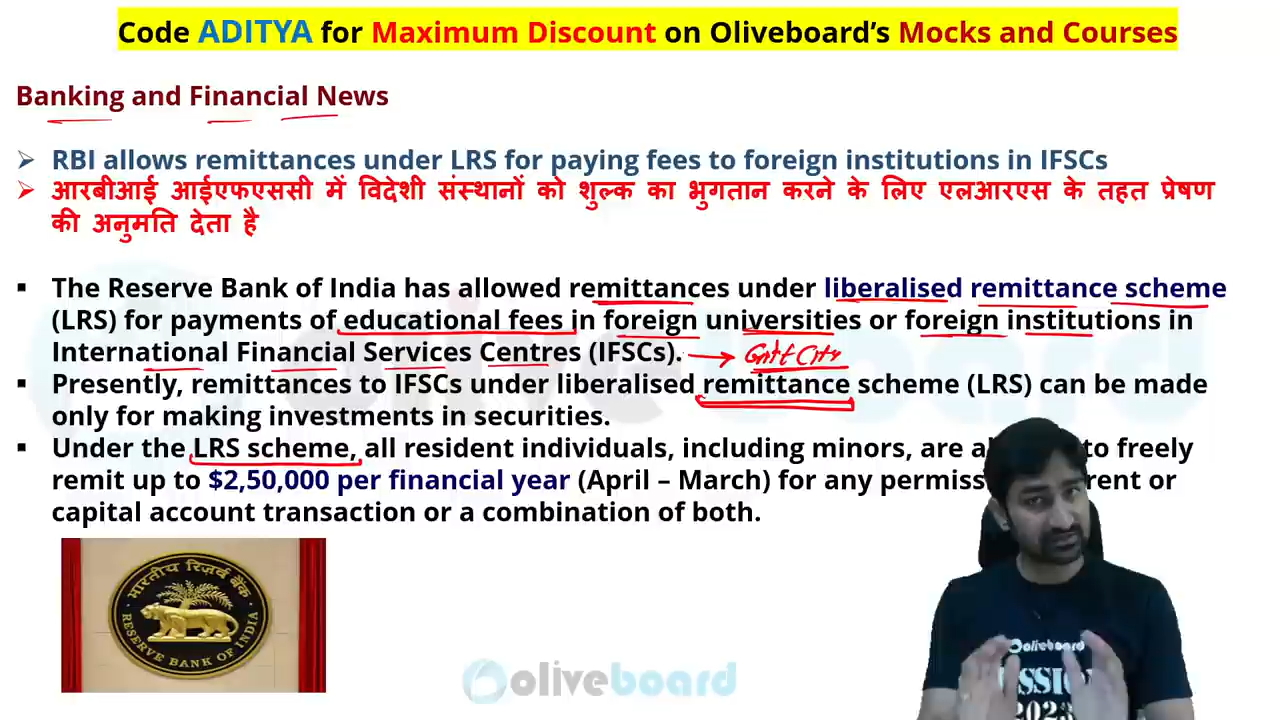 Code ADITYA for Maximum Discount on Oliveboard’s Mocks and Courses
Banking and Financial News
➢ RBI allows remittances under LRS for paying fees to foreign institutions in IFSCs
➢ आरबीआई आईएफएससी में विदेशी संस्थानों को शुल्क का भुगतान करने के लिए एलआरएस के तहत प्रेषण
की अनुमति देता है
▪ The Reserve Bank of India has allowed remittances under liberalised remittance scheme
(LRS) for payments of educational fees in foreign universities or foreign institutions in
International Financial Services Centres (IFSCs). → Gift City
▪ Presently, remittances to IFSCs under liberalised remittance scheme (LRS) can be made
only for making investments in securities.
▪ Under the LRS scheme, all resident individuals, including minors, are to freely
remit up to $2,50,000 per financial year (April – March) for any or
capital account transaction or a combination of both.
भारतीय रिज़र्व बैंक
RESERVE BANK OF INDIA
oliveboard
Oliveboard
2023